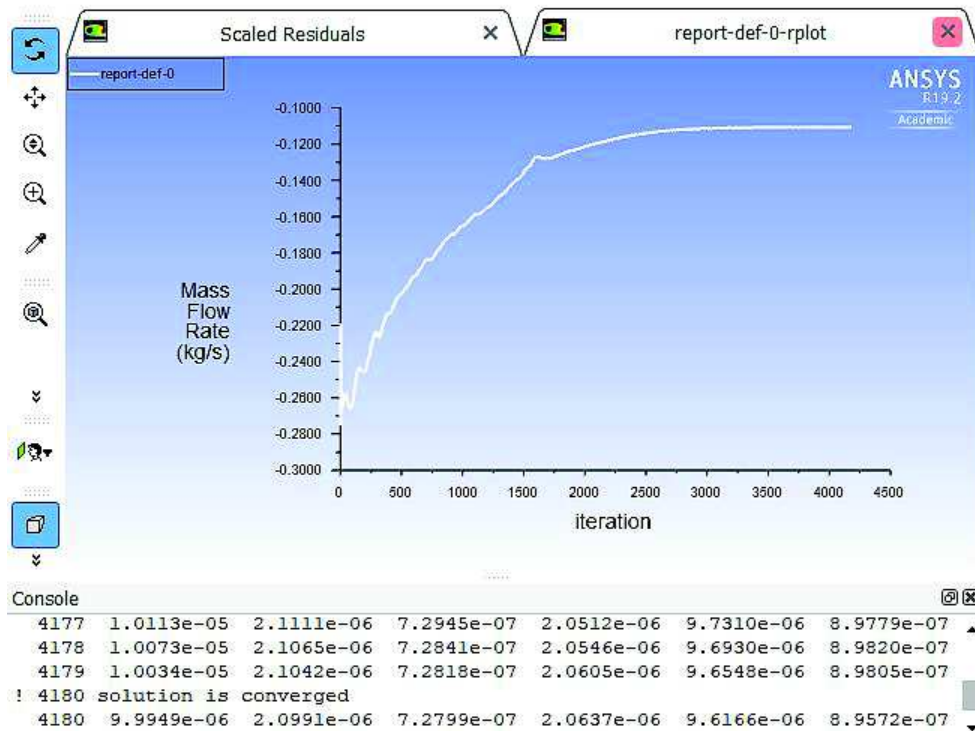 Scaled Residuals
report-def-0-rplot
report-def-0
ANSYS
R19.2
Academic
-0.1000
-0.1200
-0.1400
-0.1600
-0.1800
-0.2000
-0.2200
-0.2400
-0.2600
-0.2800
-0.3000
Mass
Flow
Rate
(kg/s)
0 500 1000 1500 2000 2500 3000 3500 4000 4500
iteration
Console
4177 1.0113e-05 2.1111e-06 7.2945e-07 2.0512e-06 9.7310e-06 8.9779e-07
4178 1.0073e-05 2.1065e-06 7.2841e-07 2.0546e-06 9.6930e-06 8.9820e-07
4179 1.0034e-05 2.1042e-06 7.2818e-07 2.0605e-06 9.6548e-06 8.9805e-07
! 4180 solution is converged
4180 9.9949e-06 2.0991e-06 7.2799e-07 2.0637e-06 9.6166e-06 8.9572e-07